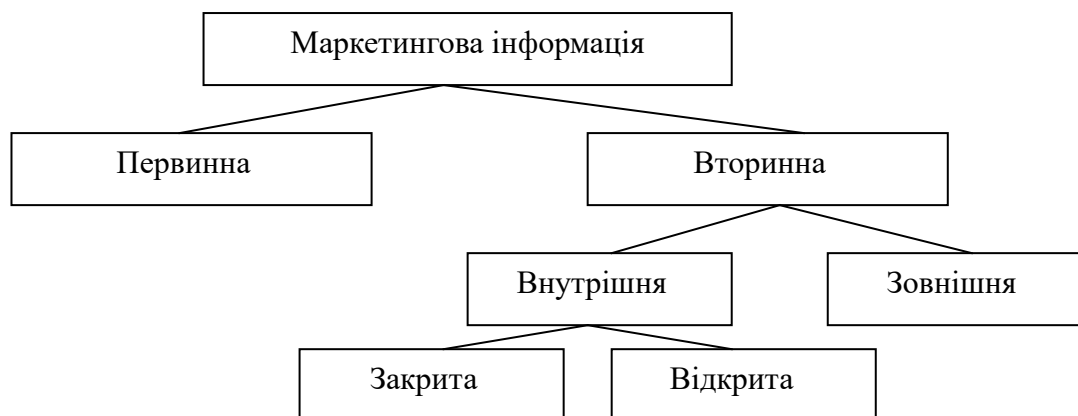 Маркетингова інформація
Первинна
Вторинна
Внутрішня
Зовнішня
Закрита
Відкрита